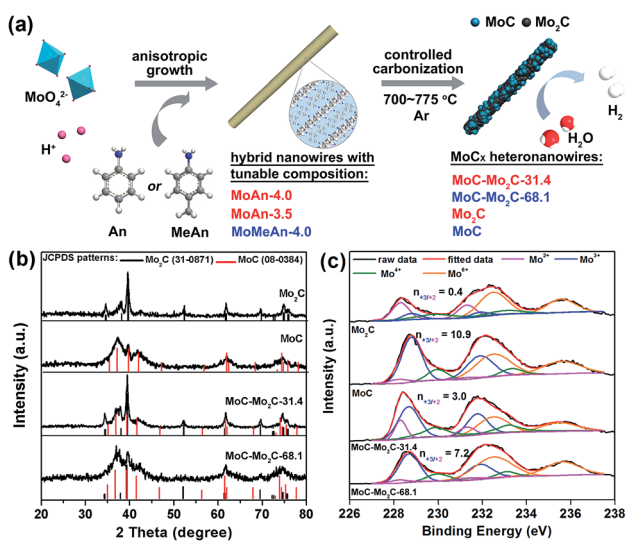 (a)
MoC Mo₂C
anisotropic
growth
controlled
carbonization
MoO₄²⁻
H⁺
700~775 °C
Ar
H₂
H₂O
An
or
MeAn
hybrid nanowires with
tunable composition:
MoAn-4.0
MoAn-3.5
MoMeAn-4.0
MoCx heteronanowires:
MoC-Mo₂C-31.4
MoC-Mo₂C-68.1
Mo₂C
MoC
(b)
JCPDS patterns: Mo₂C (31-0871) MoC (08-0384)
Mo₂C
MoC
MoC-Mo₂C-31.4
MoC-Mo₂C-68.1
Intensity (a.u.)
20 30 40 50 60 70 80
2 Theta (degree)
(c)
raw data fitted data Mo²⁺ Mo³⁺
Mo⁴⁺ Mo⁶⁺
n+3/+2 = 0.4
Mo₂C
n+3/+2 = 10.9
MoC
n+3/+2 = 3.0
MoC-Mo₂C-31.4
n+3/+2 = 7.2
MoC-Mo₂C-68.1
Intensity (a.u.)
226 228 230 232 234 236 238
Binding Energy (eV)